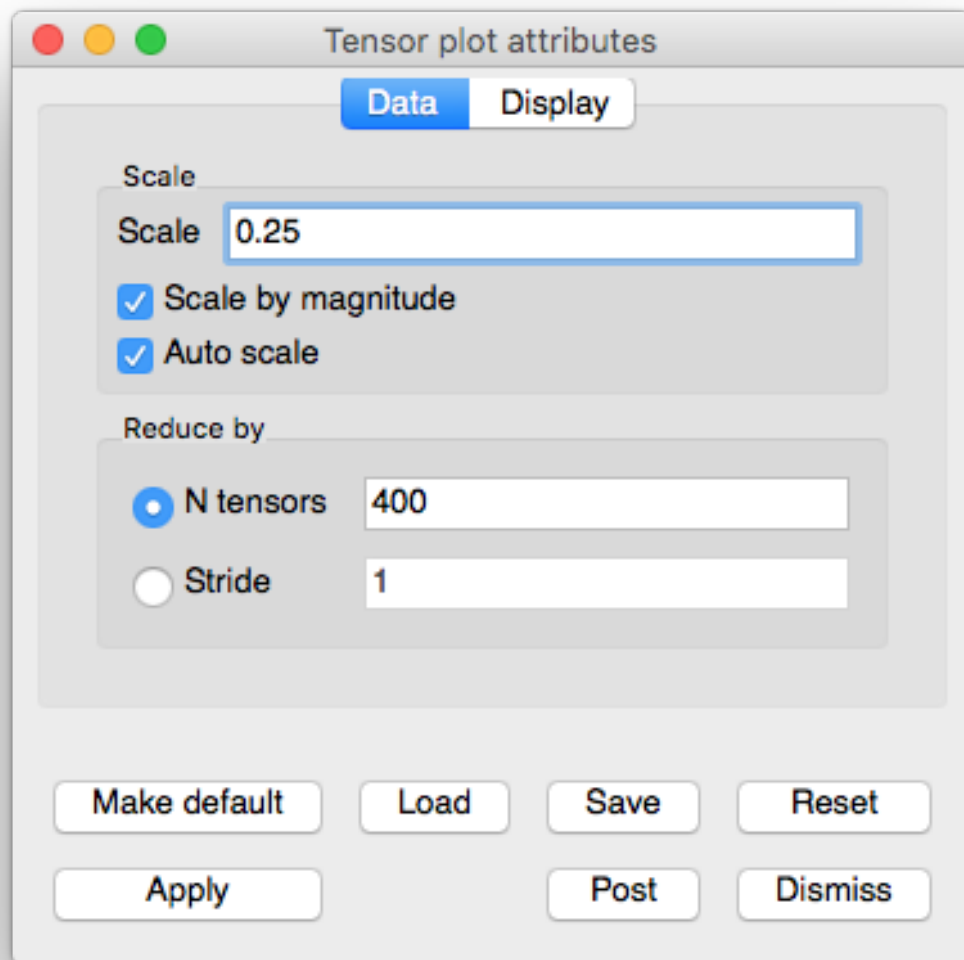 Tensor plot attributes
Data Display
Scale
Scale 0.25
Scale by magnitude
Auto scale
Reduce by
N tensors 400
Stride 1
Make default Load Save Reset
Apply Post Dismiss